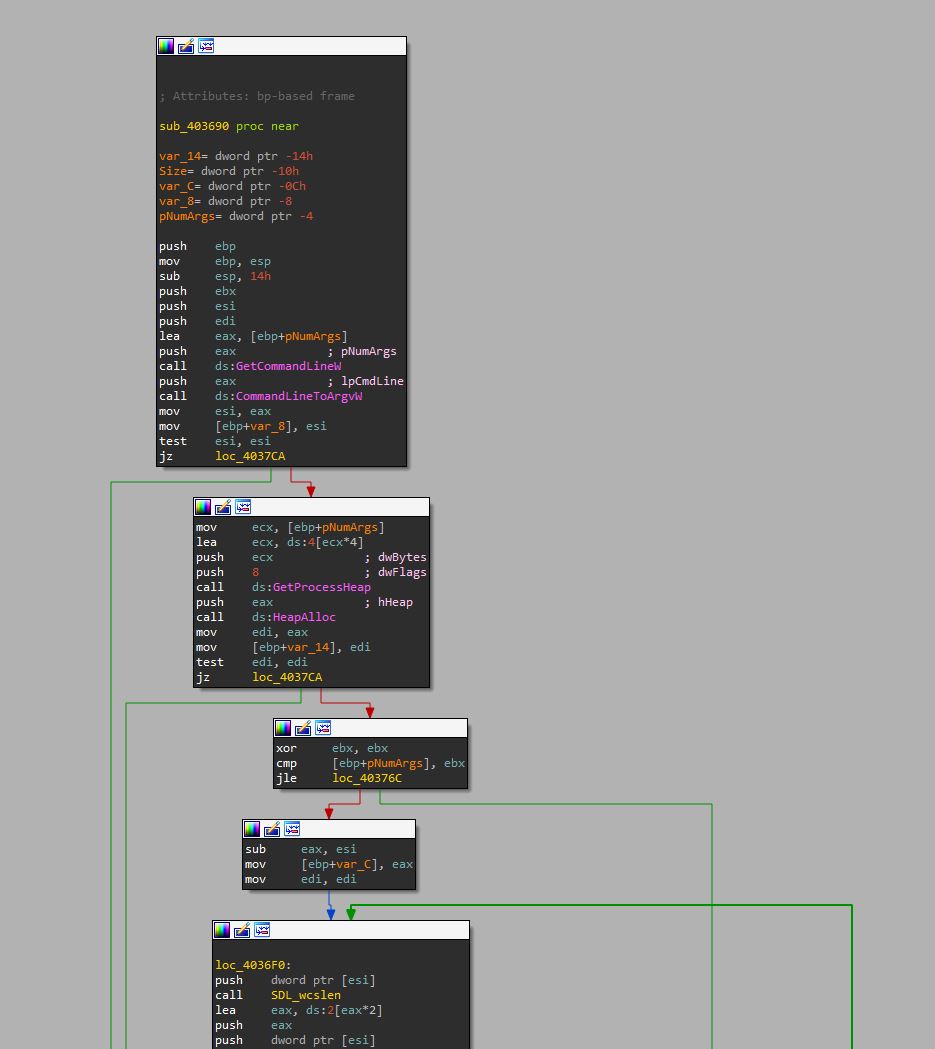 ; Attributes: bp-based frame
sub_403690 proc near
var_14= dword ptr -14h
Size= dword ptr -10h
var_C= dword ptr -0Ch
var_8= dword ptr -8
pNumArgs= dword ptr -4
push ebp
mov ebp, esp
sub esp, 14h
push ebx
push esi
push edi
lea eax, [ebp+pNumArgs]
push eax ; pNumArgs
call ds:GetCommandLineW
push eax ; lpCmdLine
call ds:CommandLineToArgvW
mov esi, eax
mov [ebp+var_8], esi
test esi, esi
jz loc_4037CA
mov ecx, [ebp+pNumArgs]
lea ecx, ds:4[ecx*4]
push ecx ; dwBytes
push 8 ; dwFlags
call ds:GetProcessHeap
push eax ; hHeap
call ds:HeapAlloc
mov edi, eax
mov [ebp+var_14], edi
test edi, edi
jz loc_4037CA
xor ebx, ebx
cmp [ebp+pNumArgs], ebx
jle loc_40376C
sub eax, esi
mov [ebp+var_C], eax
mov edi, edi
loc_4036F0:
push dword ptr [esi]
call SDL_wcslen
lea eax, ds:2[eax*2]
push eax
push dword ptr [esi]